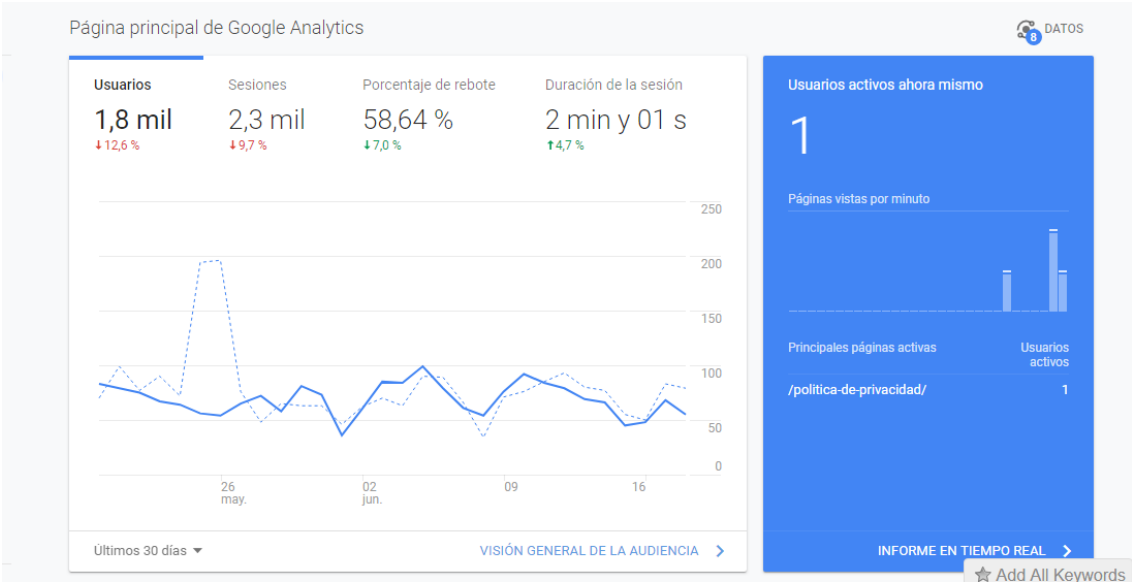 Página principal de Google Analytics
8 DATOS
Usuarios
1,8 mil
↓12,6 %
Sesiones
2,3 mil
↓9,7 %
Porcentaje de rebote
58,64 %
↓7,0 %
Duración de la sesión
2 min y 01 s
↑4,7 %
250
200
150
100
50
0
26
may.
02
jun.
09
16
Últimos 30 días
VISIÓN GENERAL DE LA AUDIENCIA
Usuarios activos ahora mismo
1
Páginas vistas por minuto
Principales páginas activas
Usuarios
activos
/politica-de-privacidad/ 1
INFORME EN TIEMPO REAL
Add All Keywords